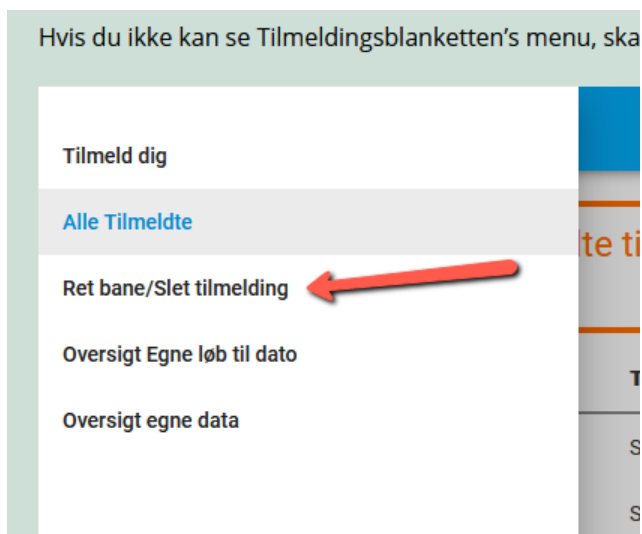 Hvis du ikke kan se Tilmeldingsblanketten's menu, ska
Tilmeld dig
Alle Tilmeldte
lte ti
Ret bane/Slet tilmelding
Oversigt Egne løb til dato
T
Oversigt egne data
S
S